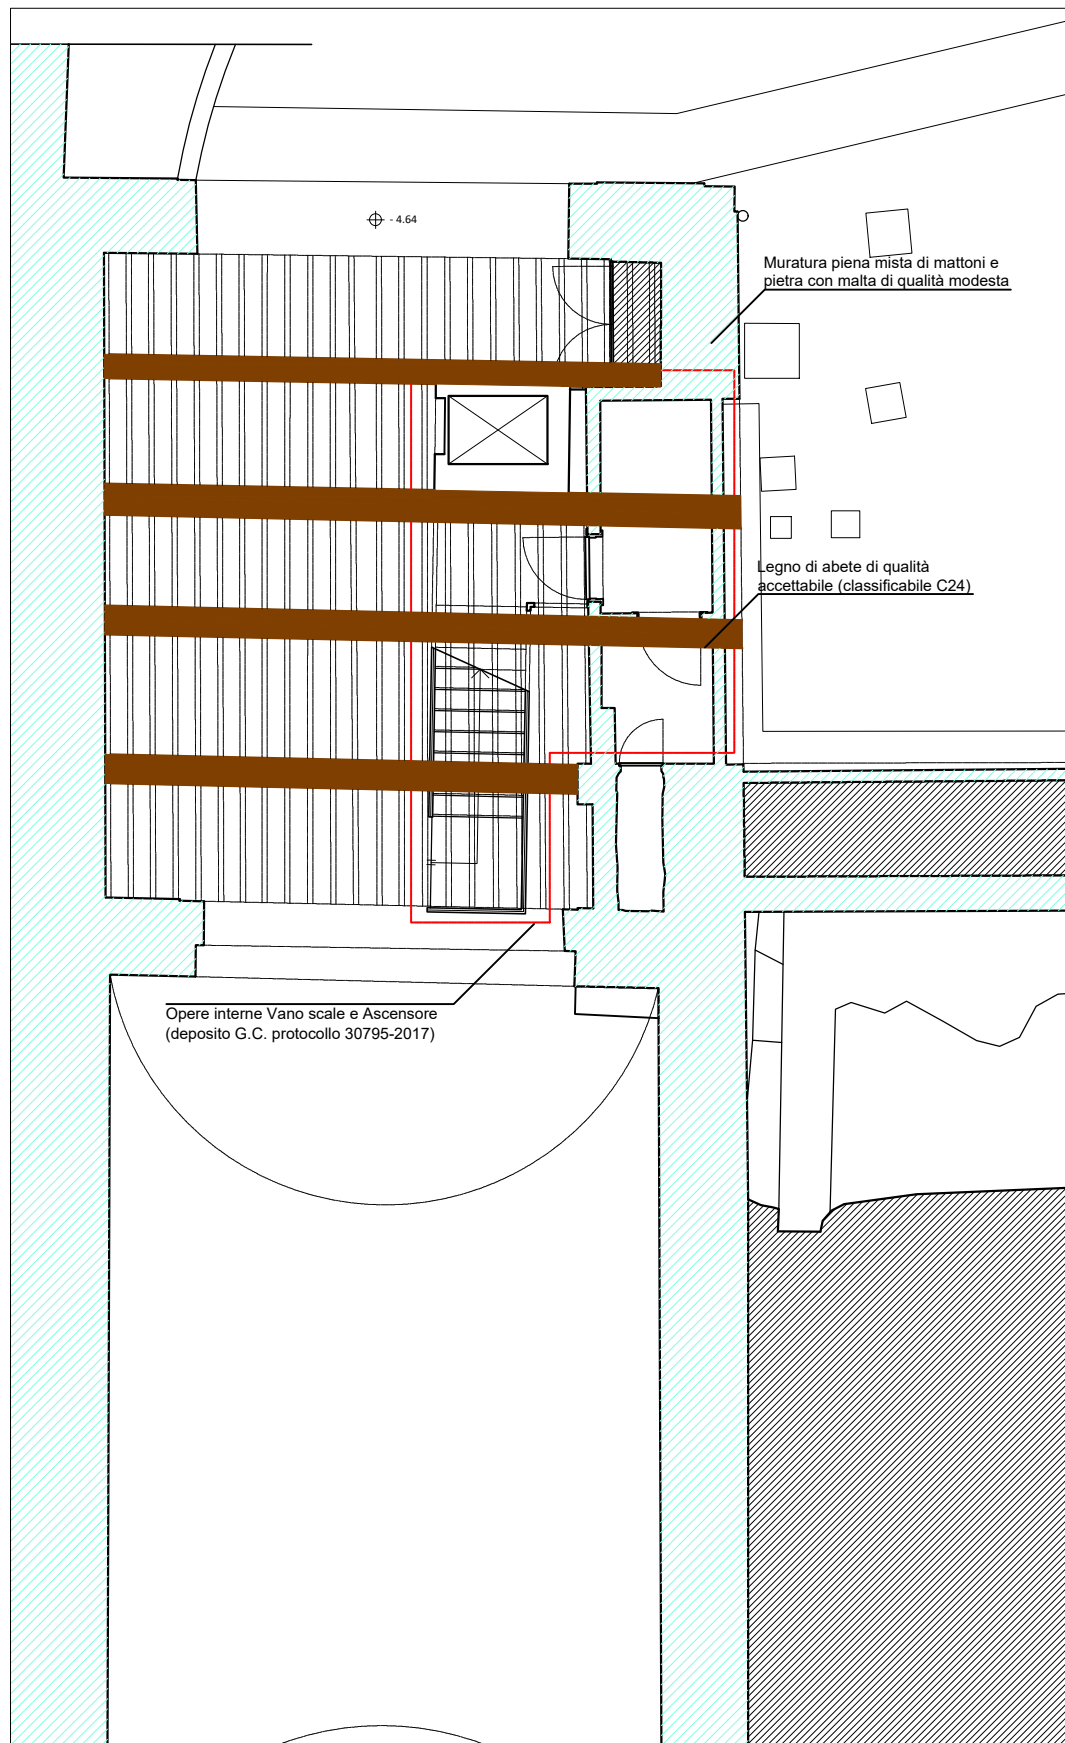 - 4.64
Muratura piena mista di mattoni e
pietra con malta di qualità modesta
Legno di abete di qualità
accettabile (classificabile C24)
Opere interne Vano scale e Ascensore
(deposito G.C. protocollo 30795-2017)